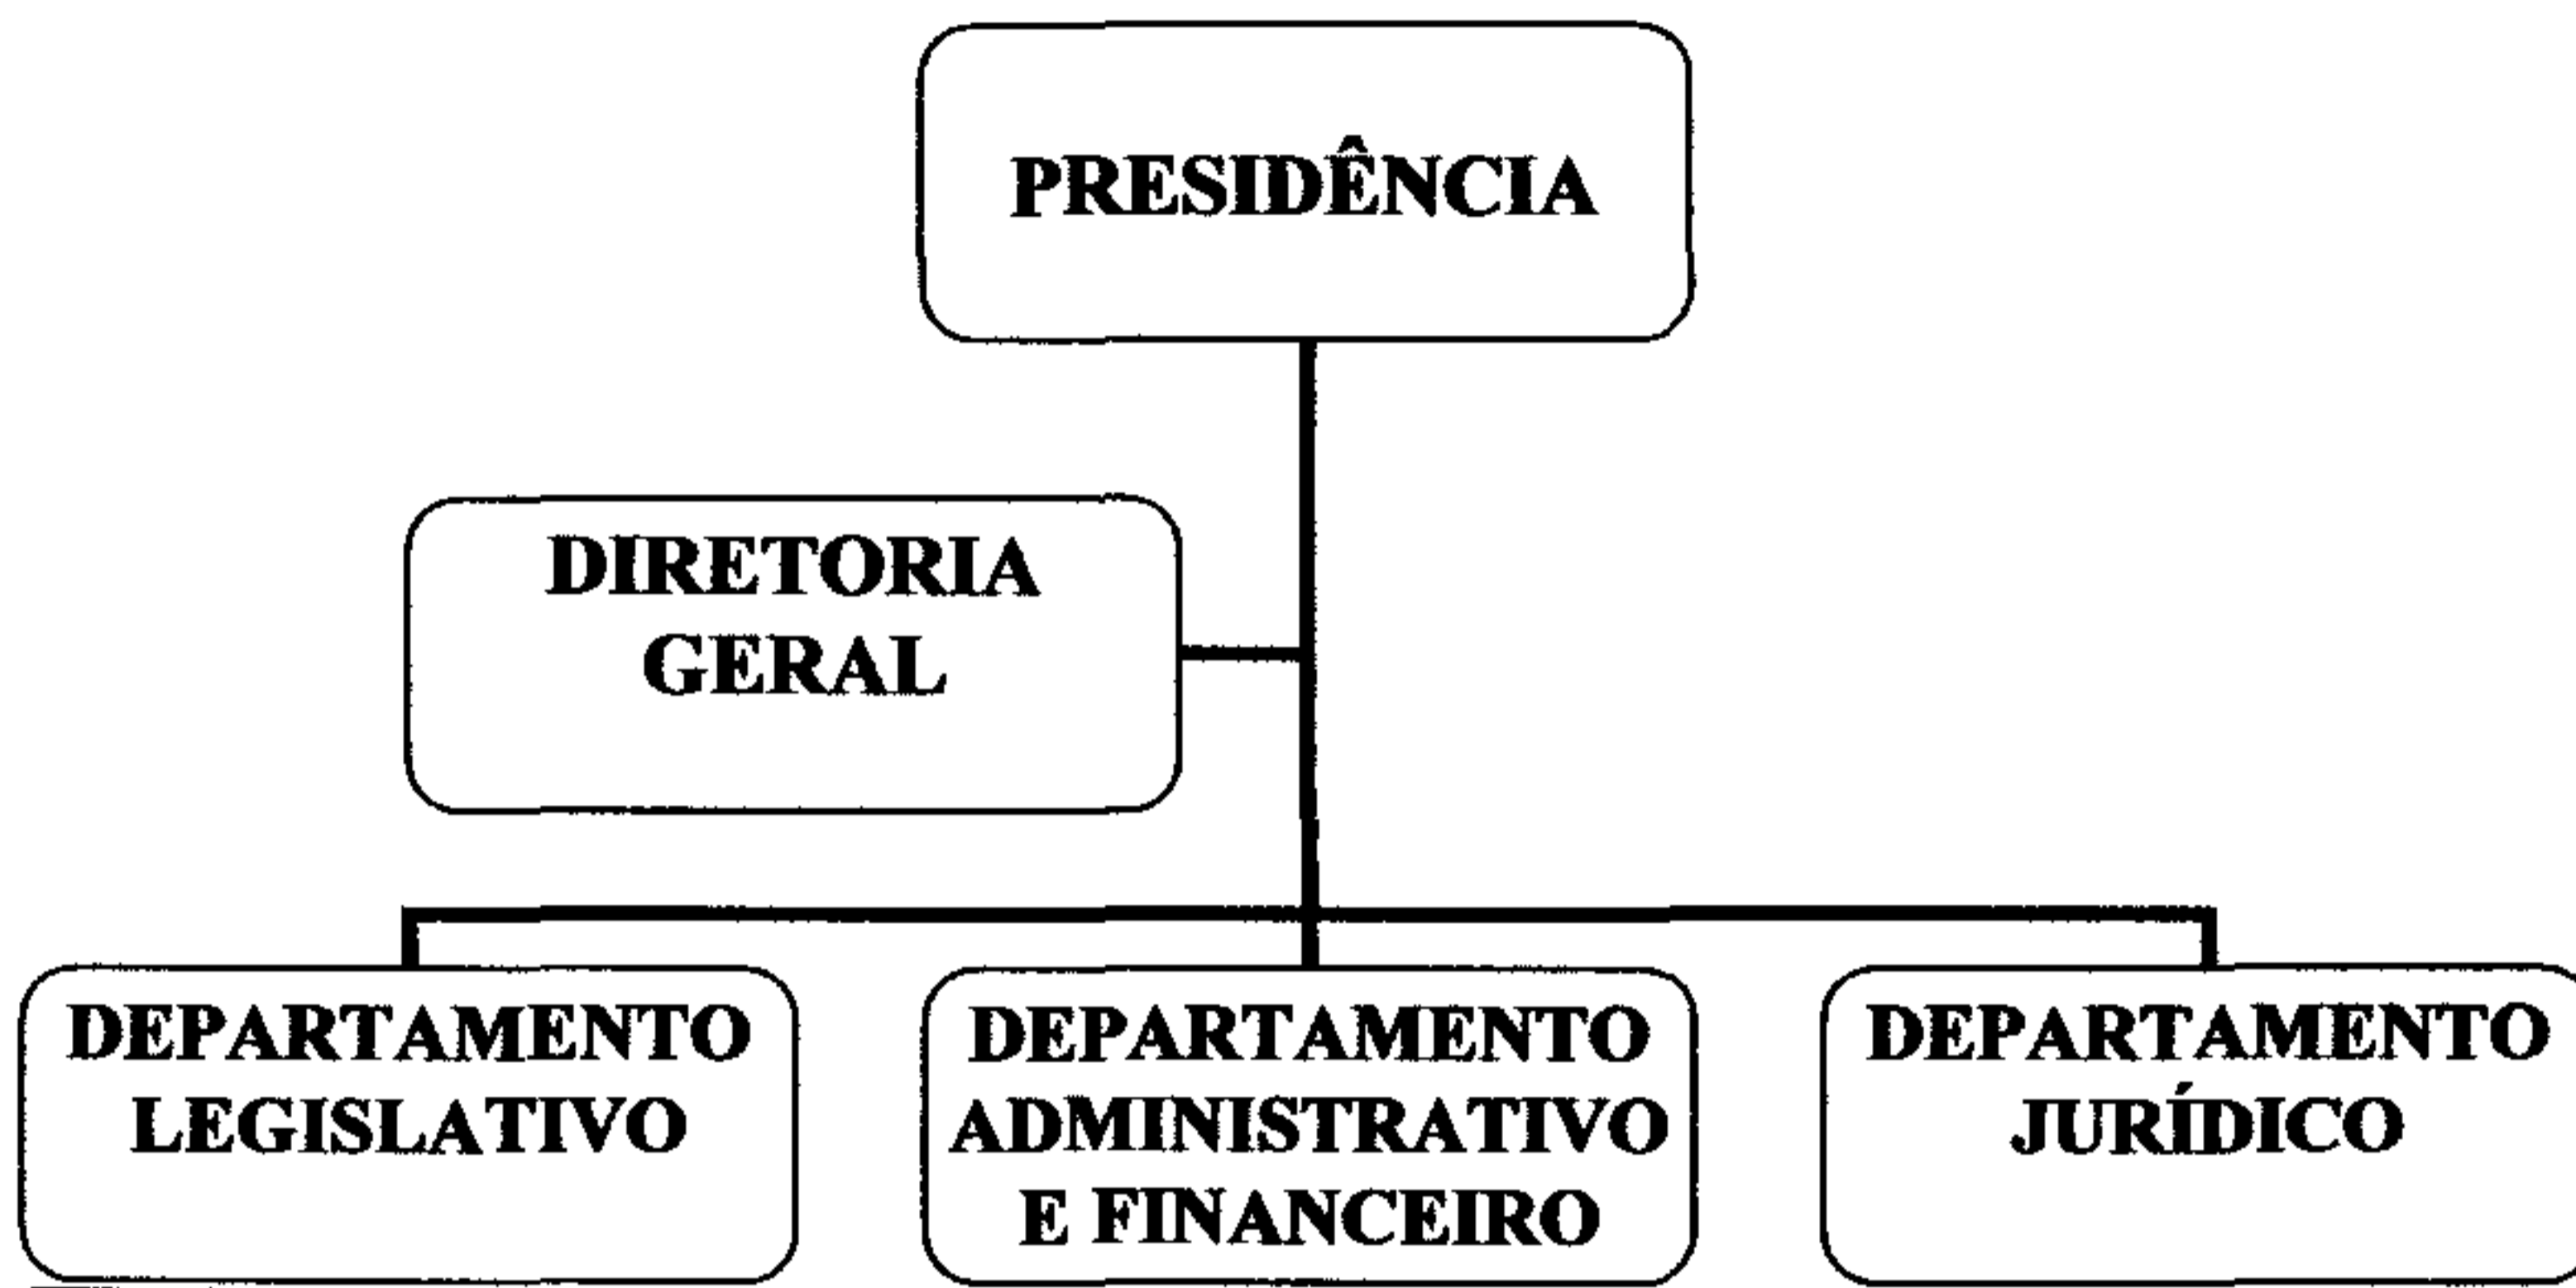 PRESIDÊNCIA
DIRETORIA
GERAL
DEPARTAMENTO
LEGISLATIVO
DEPARTAMENTO
ADMINISTRATIVO
E FINANCEIRO
DEPARTAMENTO
JURÍDICO